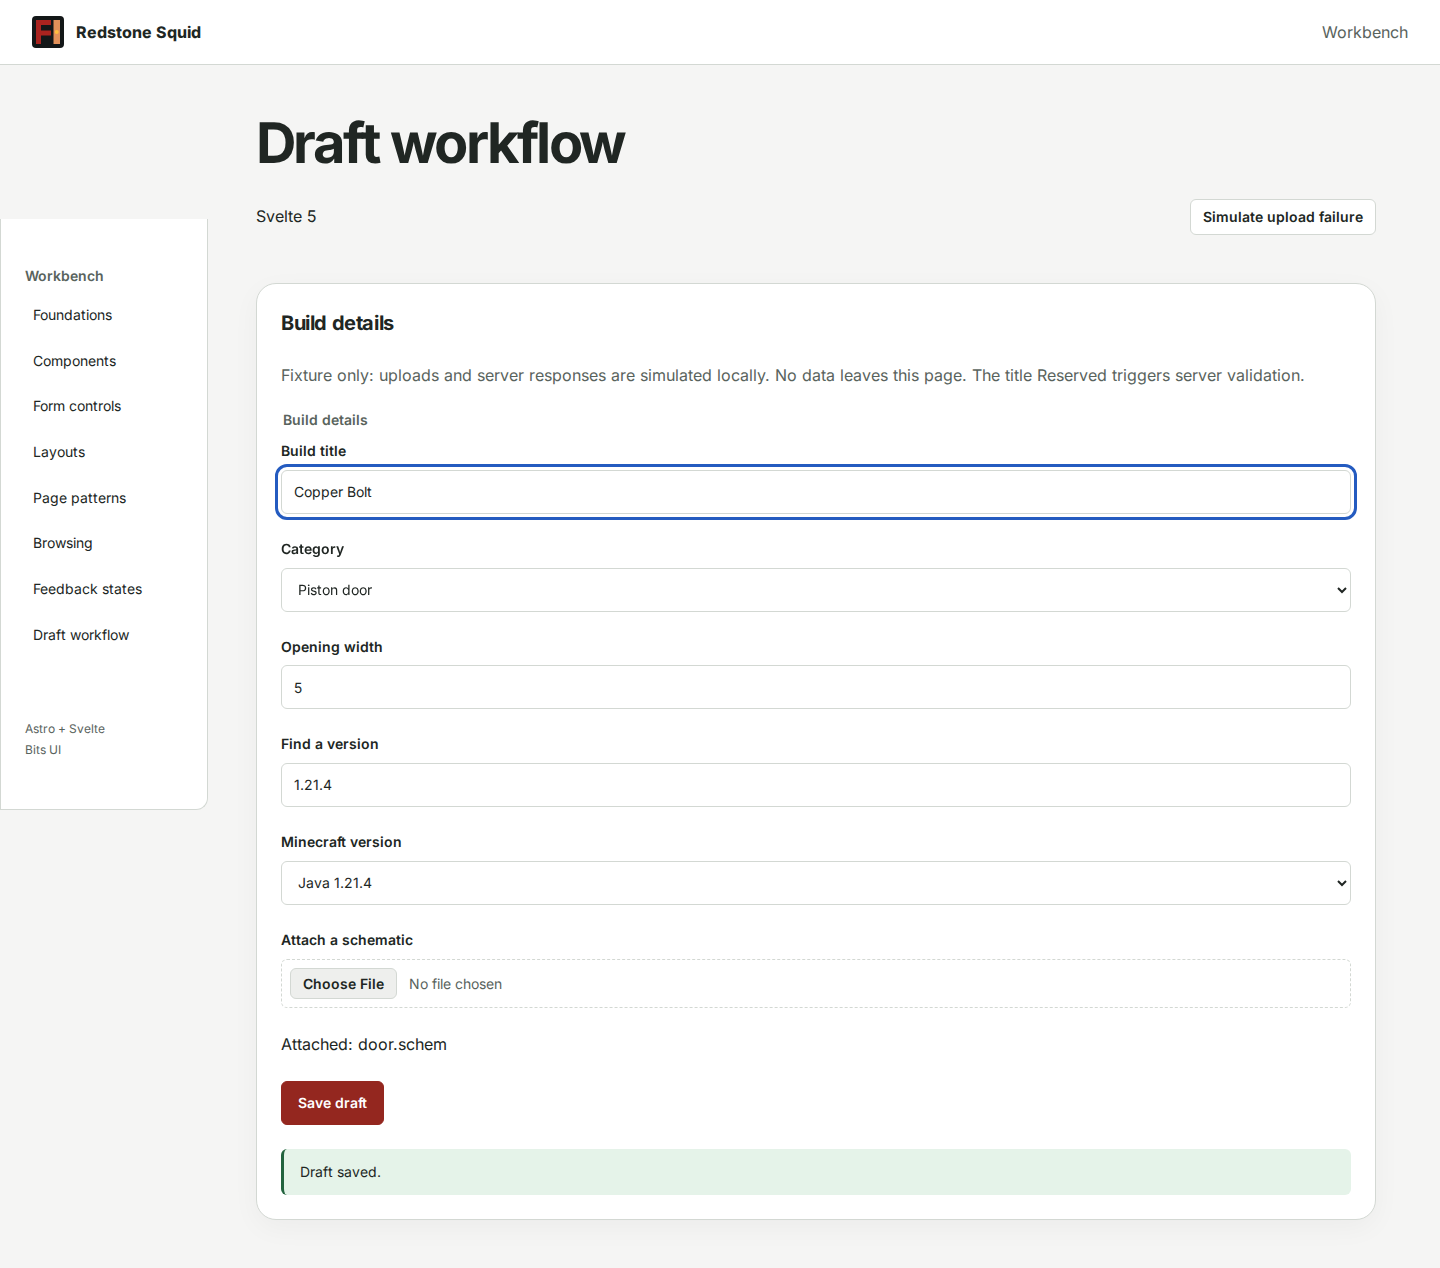 Redstone Squid
Workbench
Draft workflow
Svelte 5
Simulate upload failure
Workbench
Foundations
Components
Form controls
Layouts
Page patterns
Browsing
Feedback states
Draft workflow
Astro + Svelte
Bits UI
Build details
Fixture only: uploads and server responses are simulated locally. No data leaves this page. The title Reserved triggers server validation.
Build details
Build title
Copper Bolt
Category
Piston door
Opening width
5
Find a version
1.21.4
Minecraft version
Java 1.21.4
Attach a schematic
Choose File No file chosen
Attached: door.schem
Save draft
Draft saved.